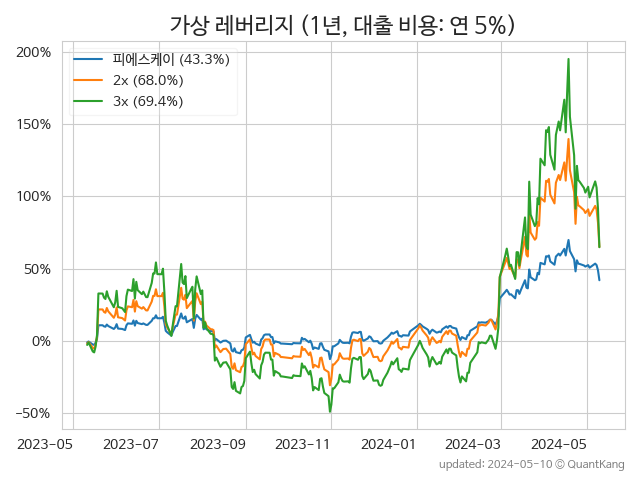 가상 레버리지 (1년, 대출 비용: 연 5%)
피에스케이 (43.3%)
2x (68.0%)
3x (69.4%)
200%
150%
100%
50%
0%
−50%
2023-05 2023-07 2023-09 2023-11 2024-01 2024-03 2024-05
updated: 2024-05-10 © QuantKang